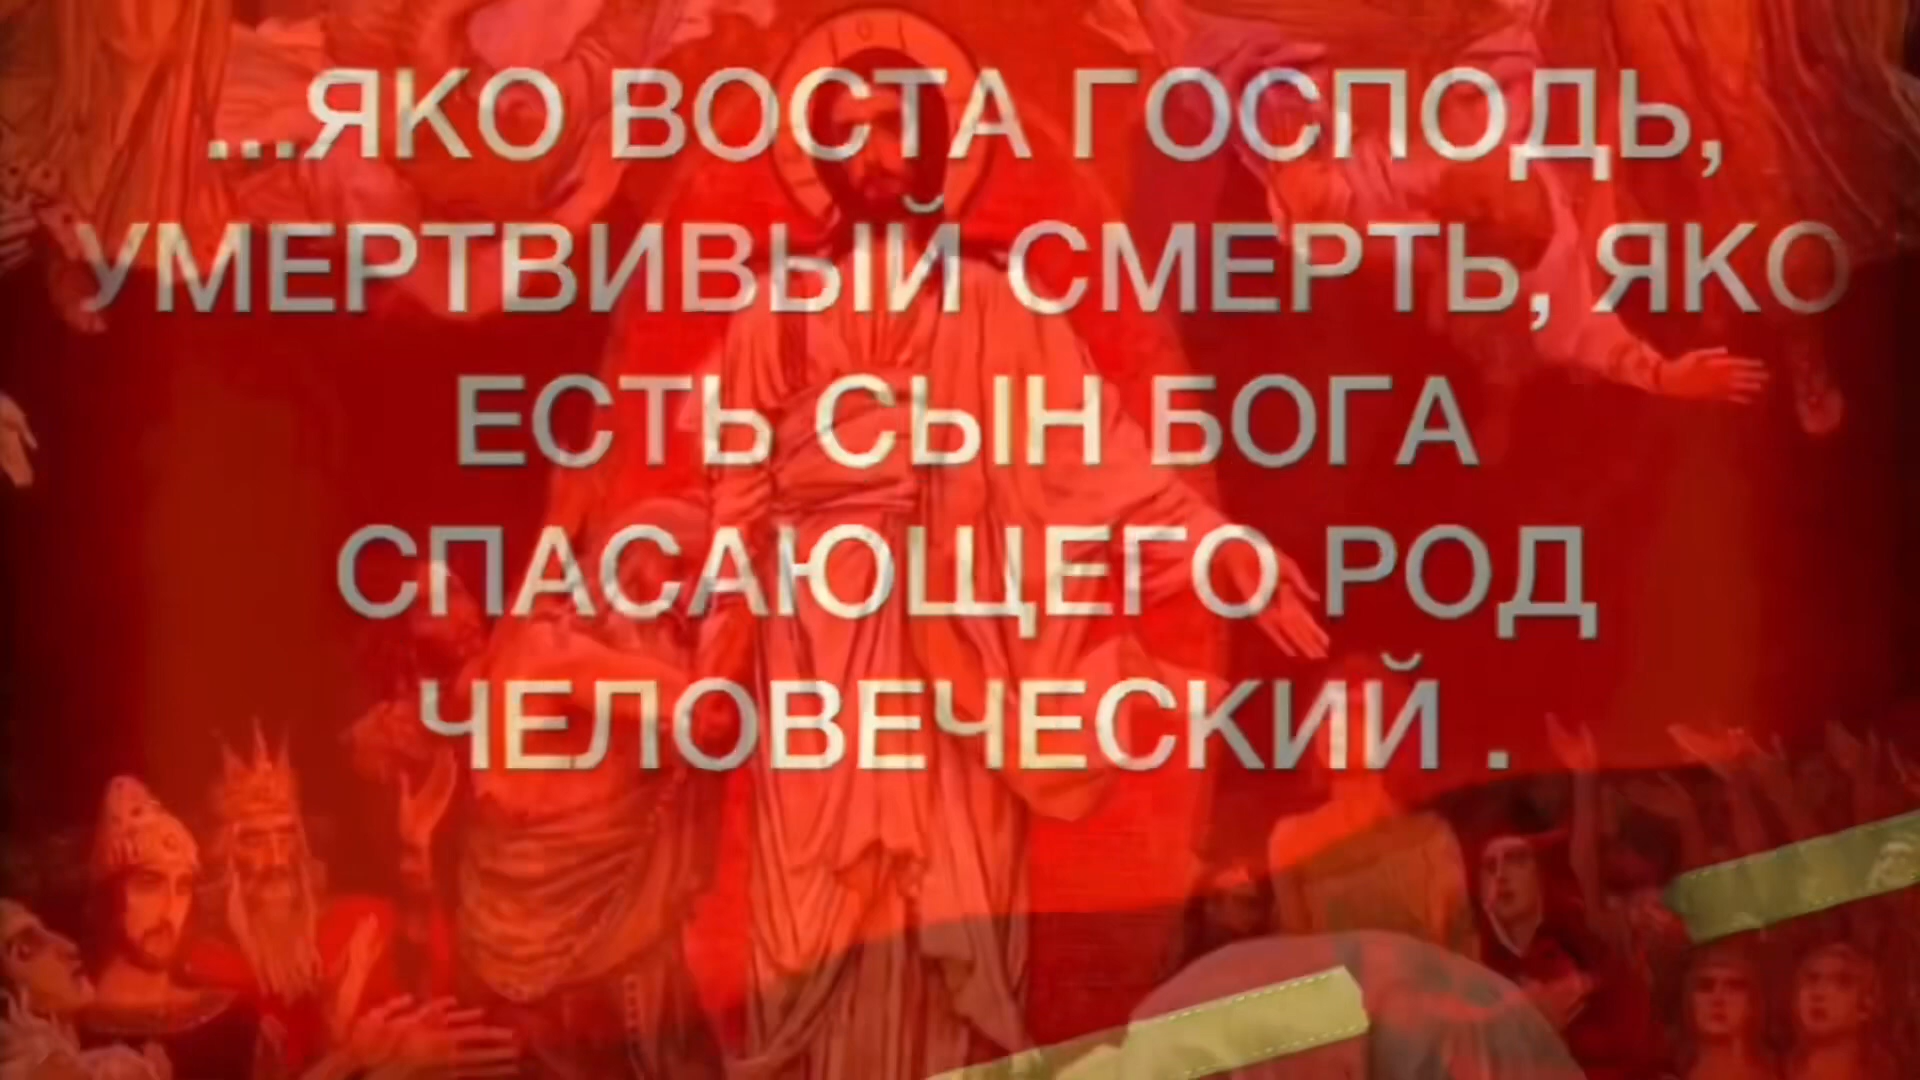 ...ЯКО ВОСТА ГОСПОДЬ,
УМЕРТВИВЫЙ СМЕРТЬ, ЯКО
ЕСТЬ СЫН БОГА
СПАСАЮЩЕГО РОД
ЧЕЛОВЕЧЕСКИЙ .